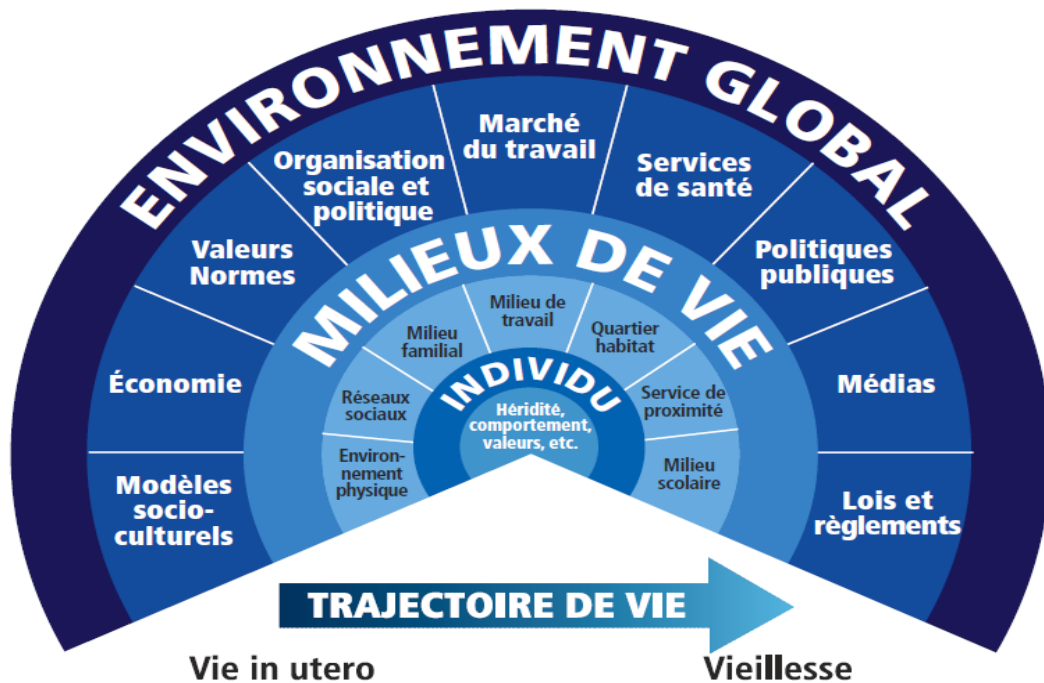 ENVIRONNEMENT GLOBAL
Modèles
socio-
culturels
Économie
Valeurs
Normes
Organisation
sociale et
politique
Marché
du travail
Services
de santé
Politiques
publiques
Médias
Lois et
règlements
MILIEUX DE VIE
Environ-
nement
physique
Réseaux
sociaux
Milieu
familial
Milieu de
travail
Quartier
habitat
Service de
proximité
Milieu
scolaire
INDIVIDU
Héridité,
comportement,
valeurs, etc.
TRAJECTOIRE DE VIE
Vie in utero
Vieillesse